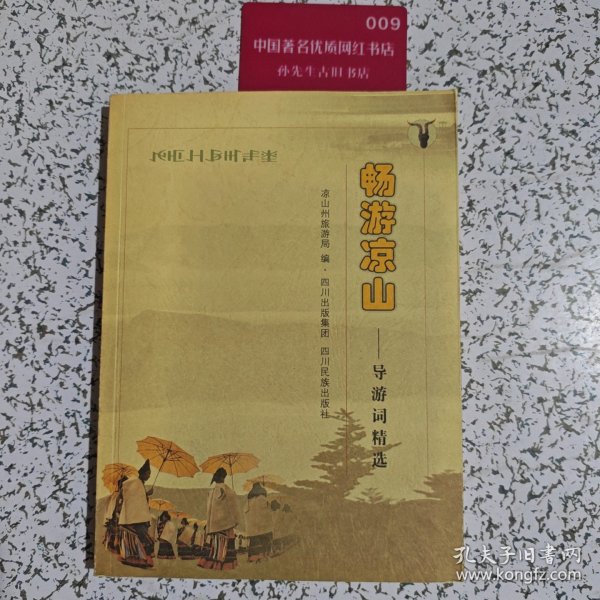 009
中国著名优质网红书店
孙先生古旧书店
畅游凉山
——导游词精选
凉山州旅游局 编·四川出版集团 四川民族出版社
孔夫子旧书网
www.kongfz.com